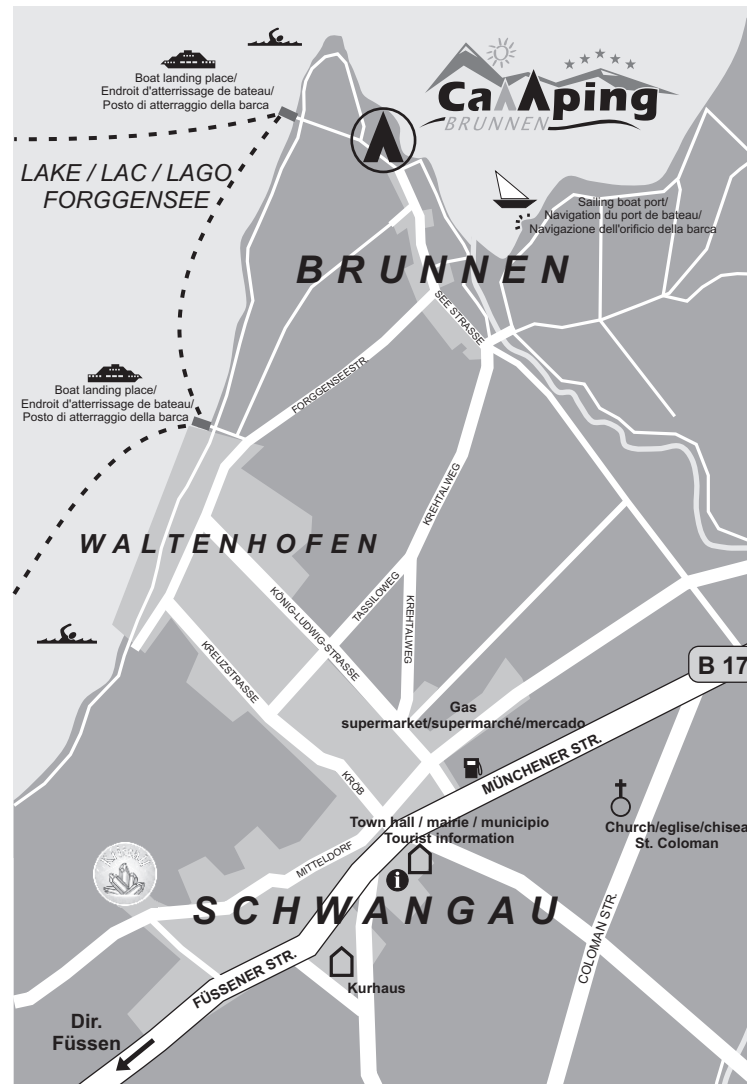 Boat landing place/
Endroit d'atterrissage de bateau/
Posto di atterraggio della barca
Camping
BRUNNEN
LAKE / LAC / LAGO
FORGGENSEE
Sailing boat port/
Navigation du port de bateau/
Navigazione dell'orificio della barca
BRUNNEN
SEE STRASSE
Boat landing place/
Endroit d'atterrissage de bateau/
Posto di atterraggio della barca
FORGGENSEESTR.
KREHTALWEG
WALTENHOFEN
TASSILOWEG
KÖNIG-LUDWIG-STRASSE
KREHTALWEG
KREUZSTRASSE
B 17
Gas
supermarket/supermarché/mercado
MÜNCHENER STR.
KRÖB
Town hall / mairie / municipio
Tourist information
Church/eglise/chisea
St. Coloman
MITTELDORF
i
SCHWANGAU
COLOMAN STR.
FÜSSENER STR.
Kurhaus
Dir.
Füssen